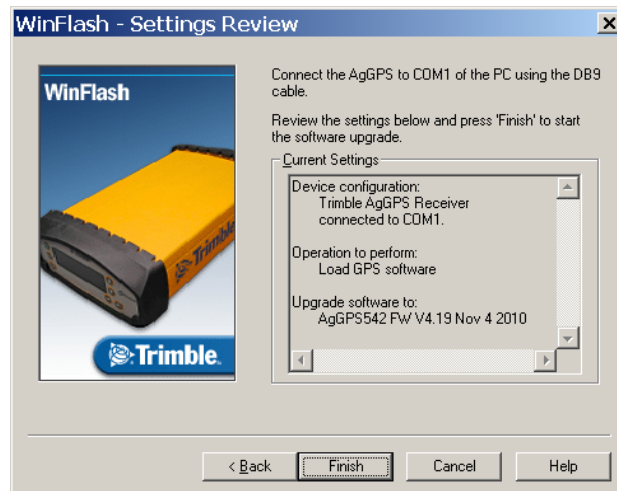 WinFlash - Settings Review
WinFlash
Trimble
Trimble.
Connect the AgGPS to COM1 of the PC using the DB9
cable.
Review the settings below and press 'Finish' to start
the software upgrade.
Current Settings
Device configuration:
Trimble AgGPS Receiver
connected to COM1.
Operation to perform:
Load GPS software
Upgrade software to:
AgGPS542 FW V4.19 Nov 4 2010
< Back
Finish
Cancel
Help